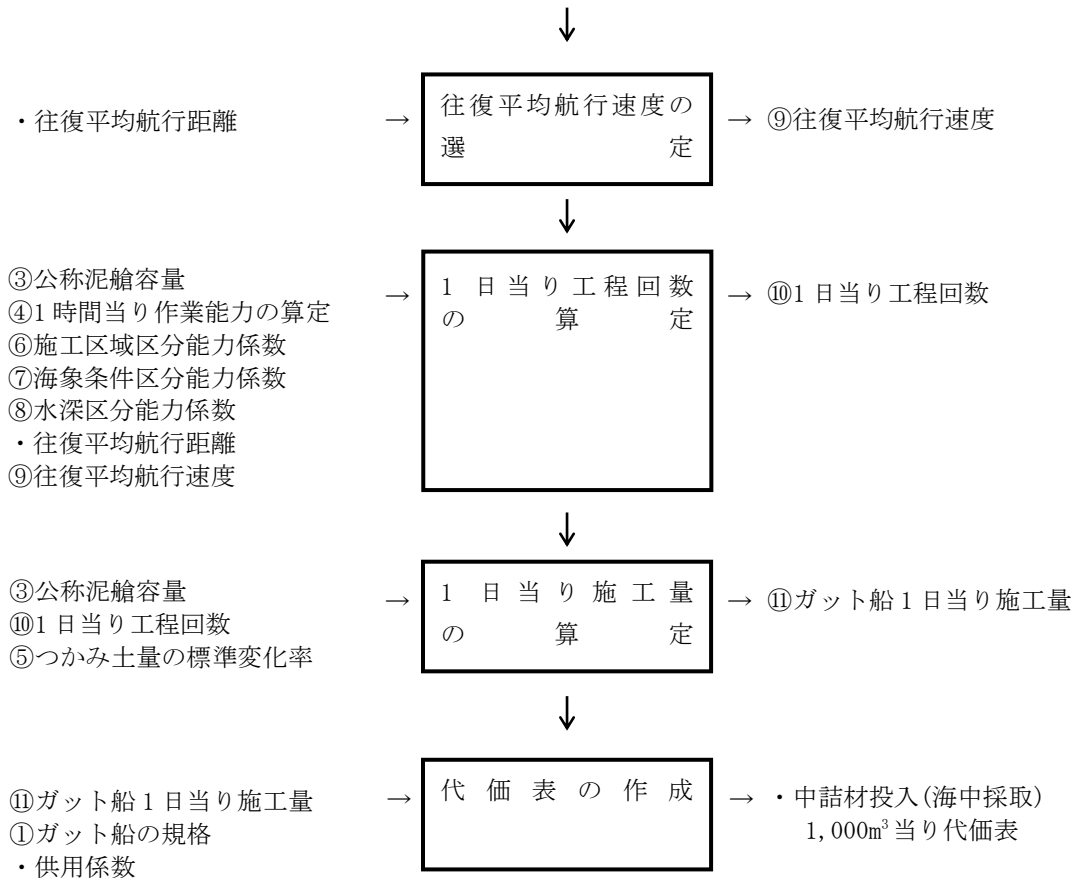 ↓
・往復平均航行距離 → 往復平均航行速度の → ⑨往復平均航行速度
選定
↓
③公称泥艙容量
④1時間当り作業能力の算定
⑥施工区域区分能力係数
⑦海象条件区分能力係数
⑧水深区分能力係数
・往復平均航行距離
⑨往復平均航行速度
→
1日当り工程回数
の算定
→ ⑩1日当り工程回数
↓
③公称泥艙容量
⑩1日当り工程回数
⑤つかみ土量の標準変化率
→
1日当り施工量
の算定
→ ⑪ガット船1日当り施工量
↓
⑪ガット船1日当り施工量
①ガット船の規格
・供用係数
→
代価表の作成
→ ・中詰材投入(海中採取)
1,000m³当り代価表